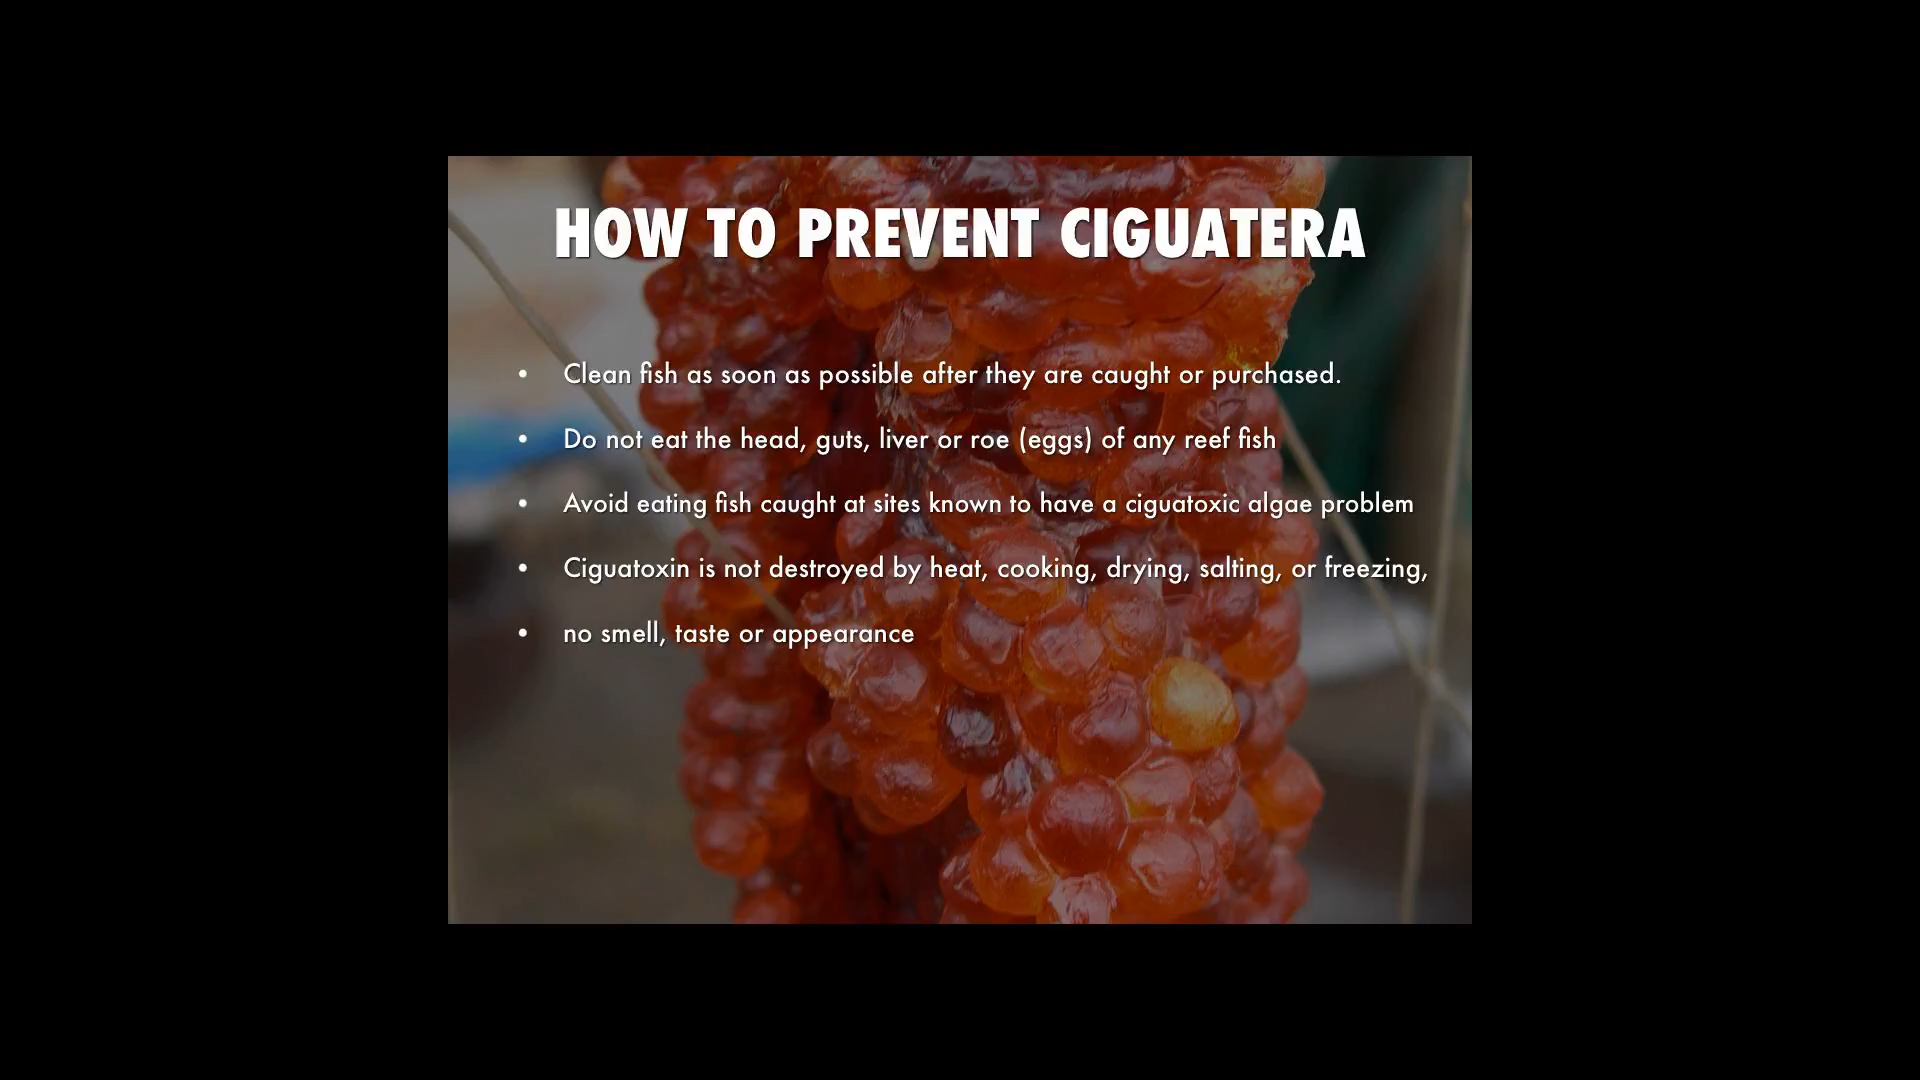 HOW TO PREVENT CIGUATERA
• Clean fish as soon as possible after they are caught or purchased.
• Do not eat the head, guts, liver or roe (eggs) of any reef fish
• Avoid eating fish caught at sites known to have a ciguatoxic algae problem
• Ciguatoxin is not destroyed by heat, cooking, drying, salting, or freezing,
• no smell, taste or appearance